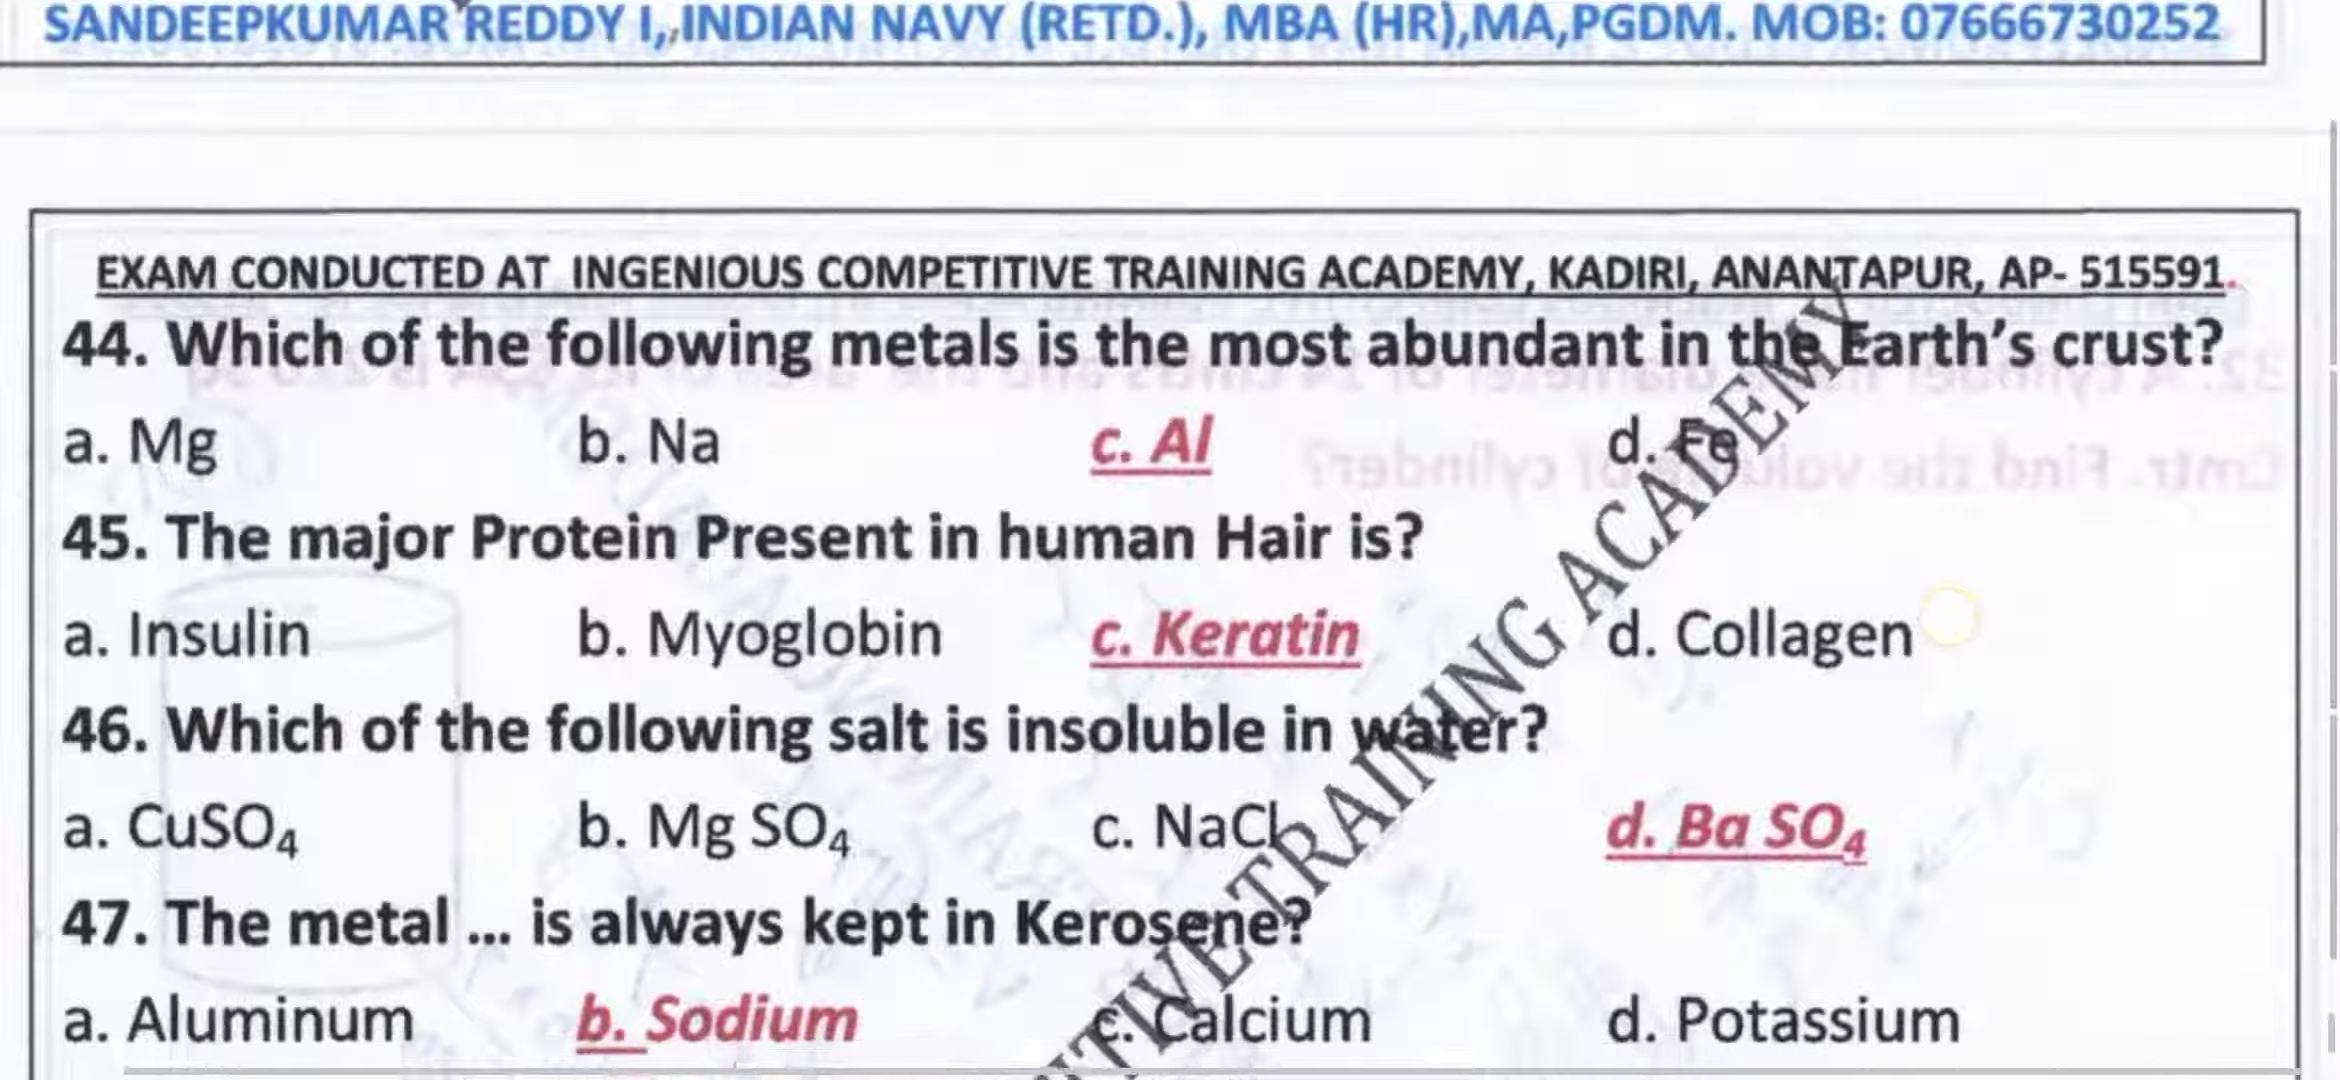 SANDEEPKUMAR REDDY I,,INDIAN NAVY (RETD.), MBA (HR),MA,PGDM. MOB: 07666730252
EXAM CONDUCTED AT INGENIOUS COMPETITIVE TRAINING ACADEMY, KADIRI, ANANTAPUR, AP- 515591.
44. Which of the following metals is the most abundant in the Earth's crust?
a. Mg b. Na c. Al d. Fe
45. The major Protein Present in human Hair is?
a. Insulin b. Myoglobin c. Keratin d. Collagen
46. Which of the following salt is insoluble in water?
a. CuSO₄ b. Mg SO₄ c. NaCl d. Ba SO₄
47. The metal ... is always kept in Kerosene?
a. Aluminum b. Sodium c. Calcium d. Potassium
TITIVE TRAINING ACADEMY